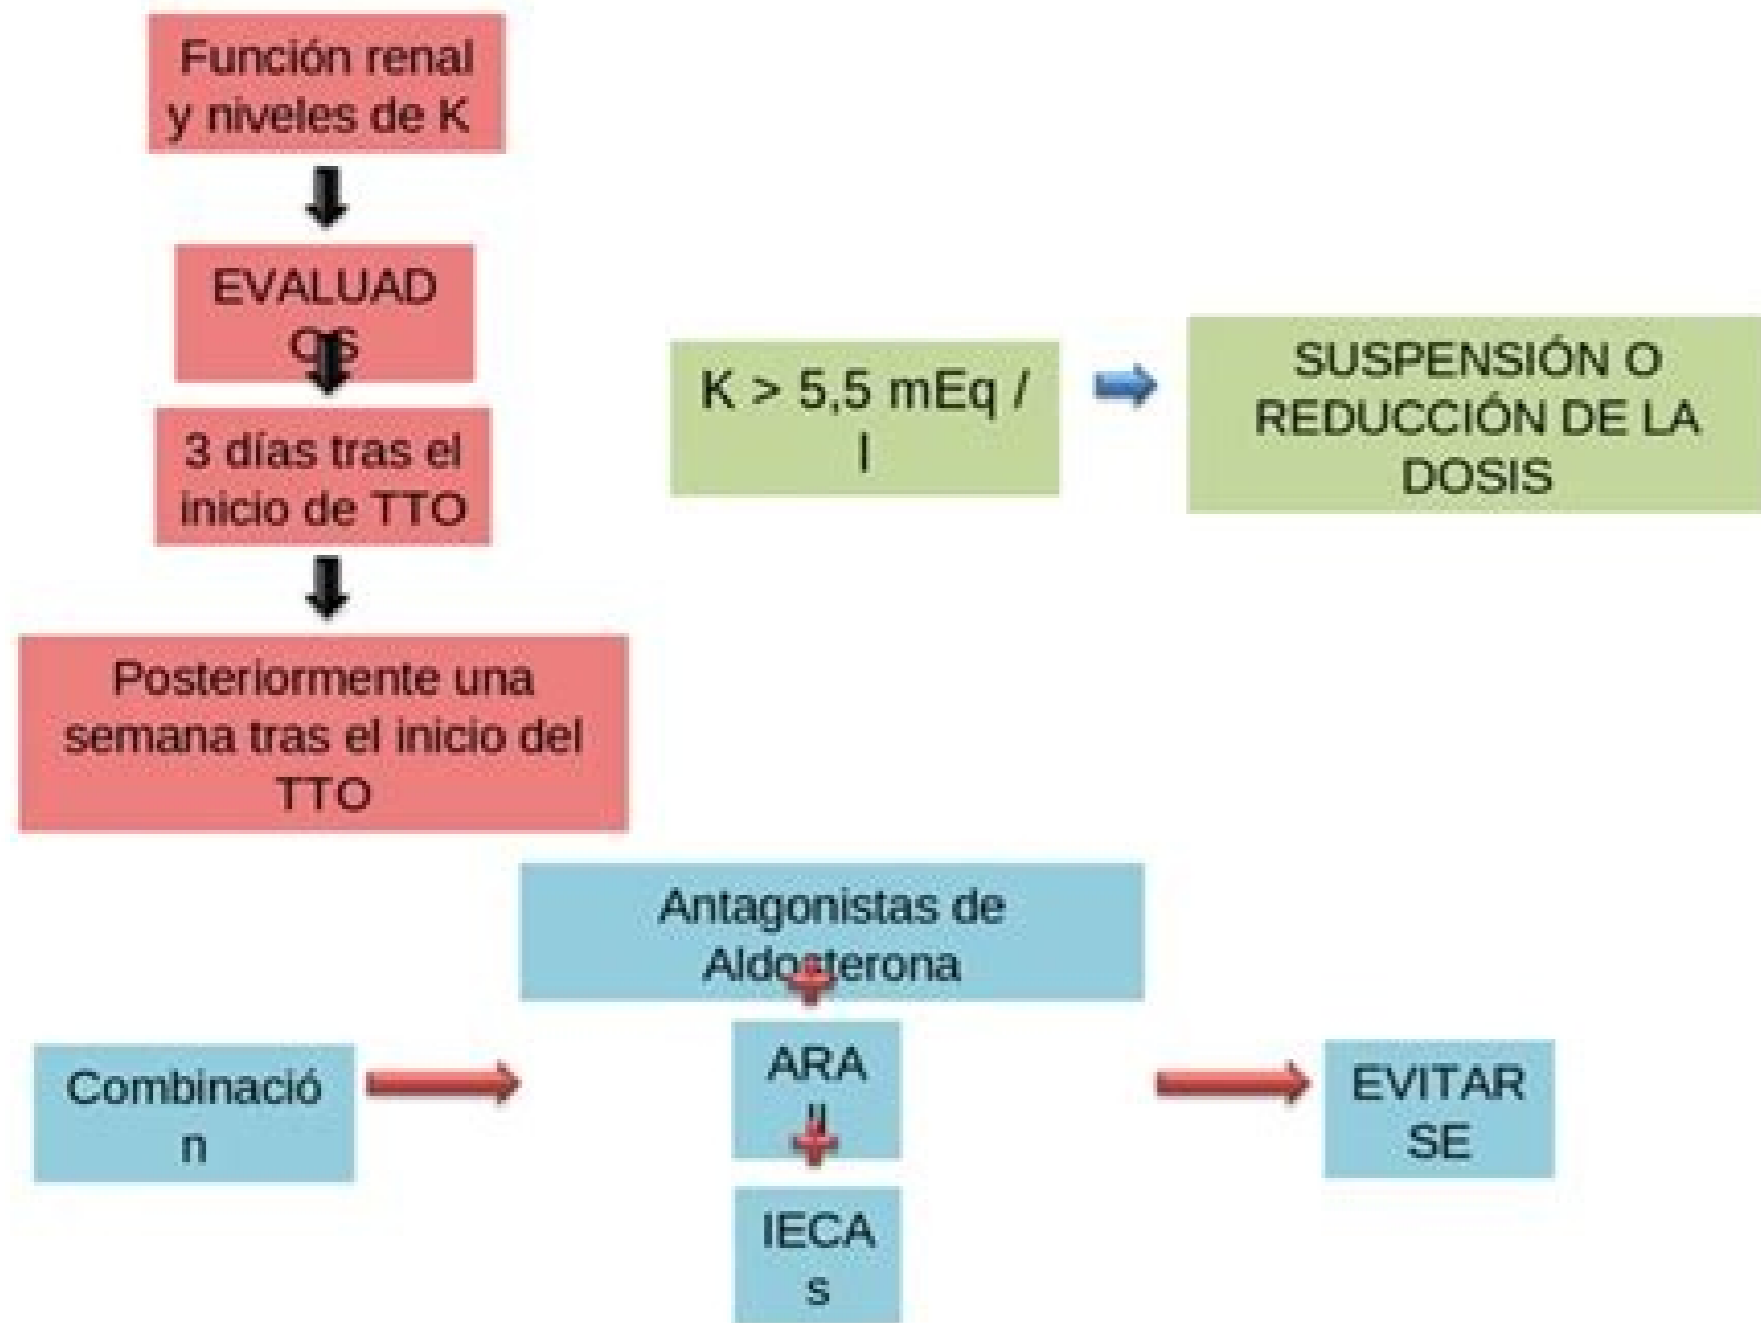 Función renal
y niveles de K
EVALUAD
OS
3 días tras el
inicio de TTO
Posteriormente una
semana tras el inicio del
TTO
K > 5,5 mEq /
l
SUSPENSIÓN O
REDUCCIÓN DE LA
DOSIS
Combinació
n
Antagonistas de
Aldosterona
ARA
II
IECA
s
EVITAR
SE